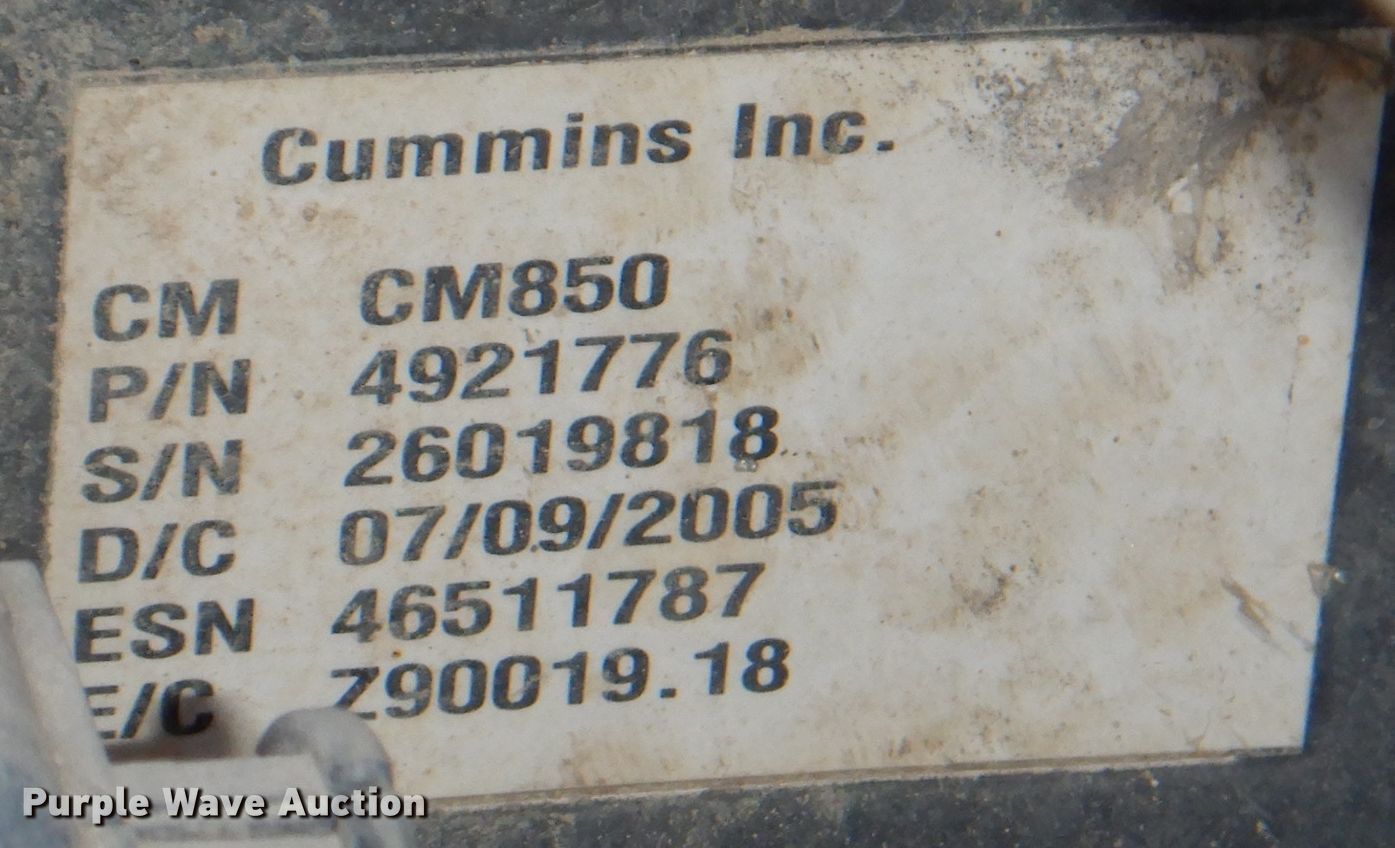 Cummins Inc.
CM CM850
P/N 4921776
S/N 26019818
D/C 07/09/2005
ESN 46511787
E/C Z90019.18
Purple Wave Auction